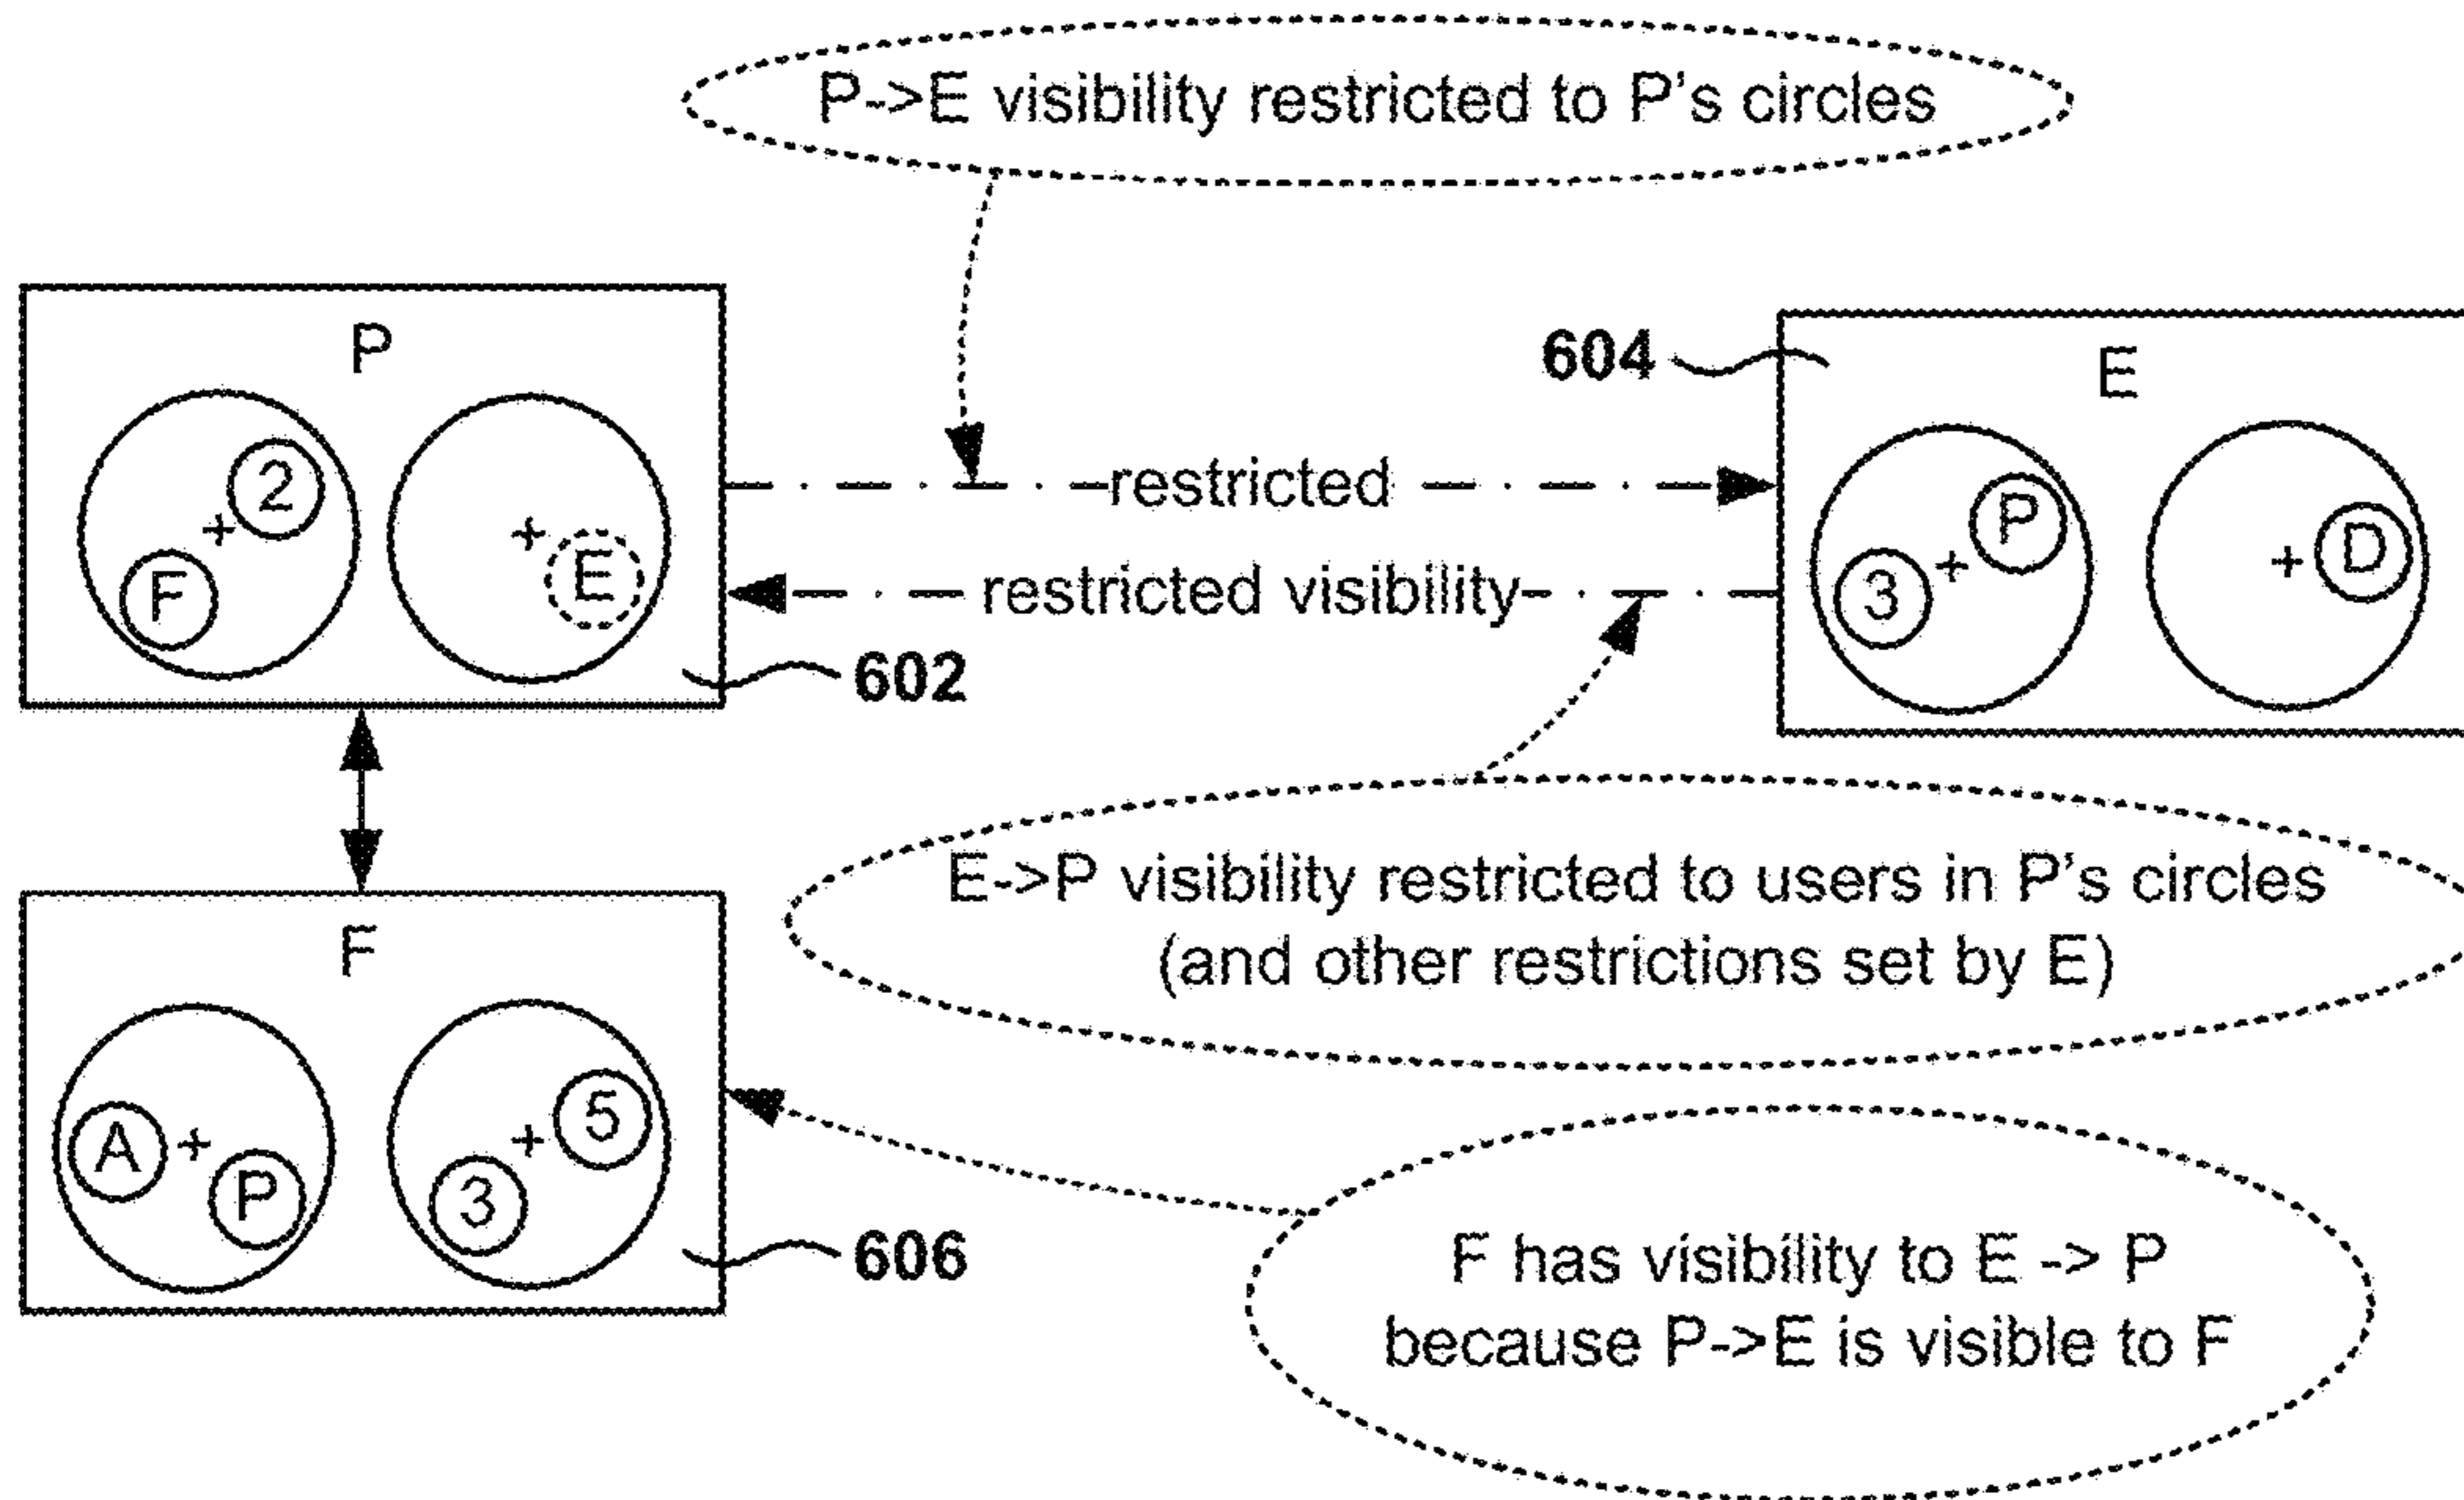 P->E visibility restricted to P's circles
P
2
F
E
602
restricted
restricted visibility
604
E
P
3
D
E->P visibility restricted to users in P's circles
(and other restrictions set by E)
F
A
P
5
3
606
F has visibility to E -> P
because P->E is visible to F